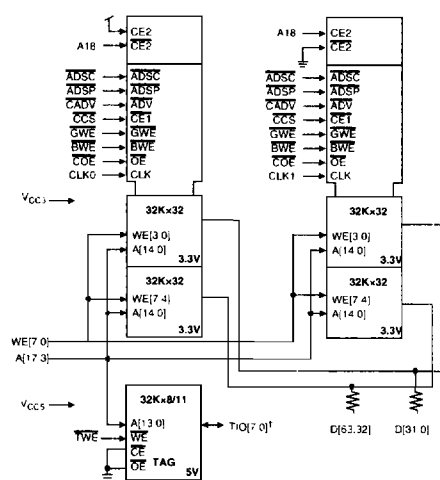 CE2
A18 CE2
ADSC ADSC
ADSP ADSP
CADV ADV
CCS CE1
GWE GWE
BWE BWE
COE OE
CLK0 CLK
A18 CE2
CE2
ADSC ADSC
ADSP ADSP
CADV ADV
CCS CE1
GWE GWE
BWE BWE
COE OE
CLK1 CLK
VCC3
32K×32
WE[3:0]
A[14:0]
3.3V
32K×32
WE[7:4]
A[14:0]
3.3V
32K×32
WE[3:0]
A[14:0]
3.3V
32K×32
WE[7:4]
A[14:0]
3.3V
WE[7:0]
A[17:3]
VCC5
32K×8/11
A[13:0]
TWE WE
CE
OE TAG
5V
TIO[7:0]†
D[63:32]
D[31:0]